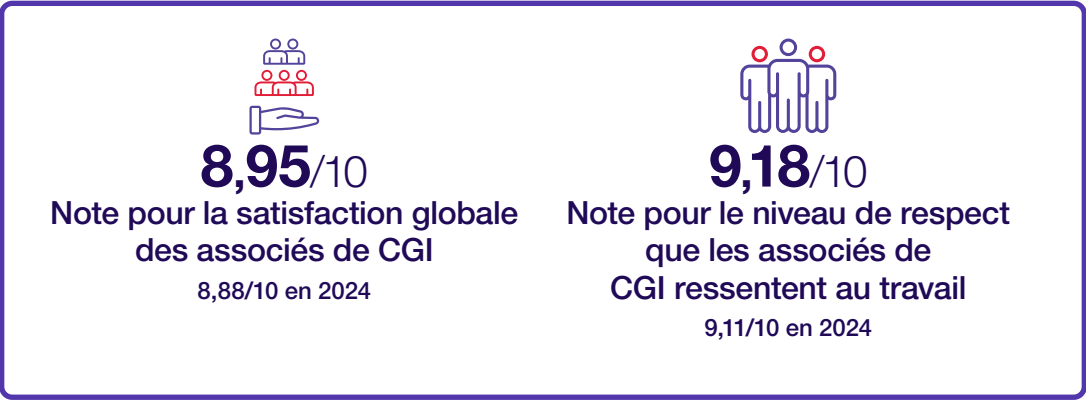 8,95/10
Note pour la satisfaction globale
des associés de CGI
8,88/10 en 2024
9,18/10
Note pour le niveau de respect
que les associés de
CGI ressentent au travail
9,11/10 en 2024